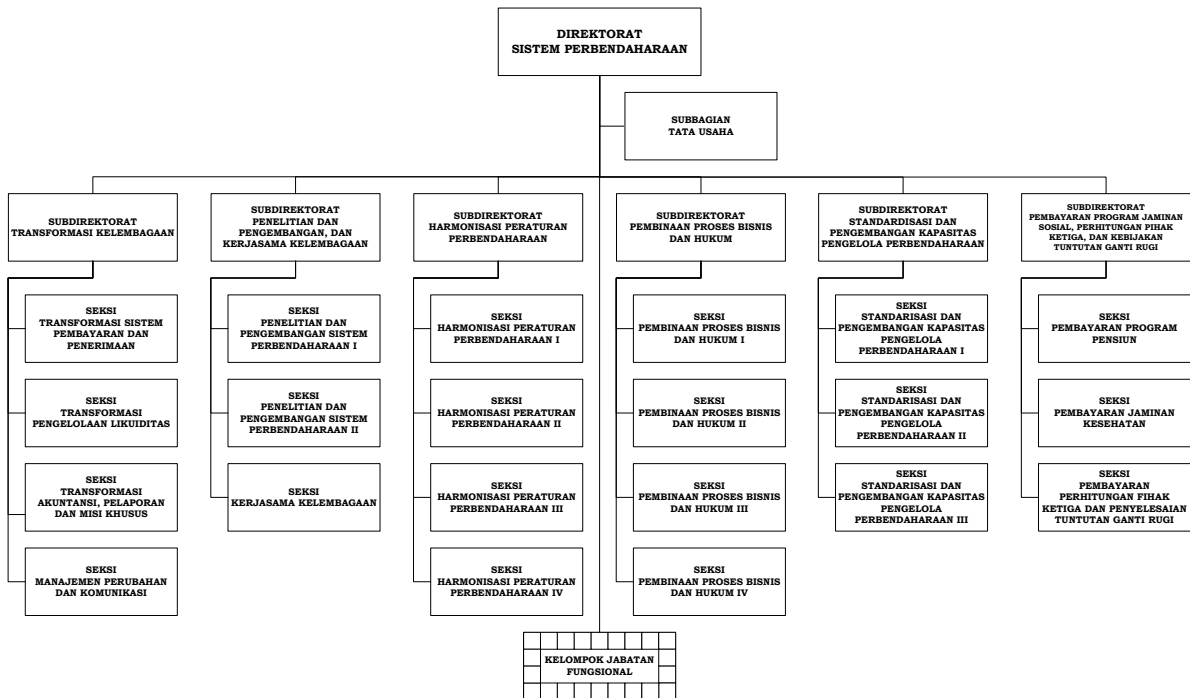 DIREKTORAT
SISTEM PERBENDAHARAAN
SUBBAGIAN
TATA USAHA
SUBDIREKTORAT
TRANSFORMASI KELEMBAGAAN
SUBDIREKTORAT
PENELITIAN DAN
PENGEMBANGAN, DAN
KERJASAMA KELEMBAGAAN
SUBDIREKTORAT
HARMONISASI PERATURAN
PERBENDAHARAAN
SUBDIREKTORAT
PEMBINAAN PROSES BISNIS
DAN HUKUM
SUBDIREKTORAT
STANDARDISASI DAN
PENGEMBANGAN KAPASITAS
PENGELOLA PERBENDAHARAAN
SUBDIREKTORAT
PEMBAYARAN PROGRAM JAMINAN
SOSIAL, PERHITUNGAN PIHAK
KETIGA, DAN KEBIJAKAN
TUNTUTAN GANTI RUGI
SEKSI
TRANSFORMASI SISTEM
PEMBAYARAN DAN
PENERIMAAN
SEKSI
PENELITIAN DAN
PENGEMBANGAN SISTEM
PERBENDAHARAAN I
SEKSI
HARMONISASI PERATURAN
PERBENDAHARAAN I
SEKSI
PEMBINAAN PROSES BISNIS
DAN HUKUM I
SEKSI
STANDARISASI DAN
PENGEMBANGAN KAPASITAS
PENGELOLA
PERBENDAHARAAN I
SEKSI
PEMBAYARAN PROGRAM
PENSIUN
SEKSI
TRANSFORMASI
PENGELOLAAN LIKUIDITAS
SEKSI
PENELITIAN DAN
PENGEMBANGAN SISTEM
PERBENDAHARAAN II
SEKSI
HARMONISASI PERATURAN
PERBENDAHARAAN II
SEKSI
PEMBINAAN PROSES BISNIS
DAN HUKUM II
SEKSI
STANDARISASI DAN
PENGEMBANGAN KAPASITAS
PENGELOLA
PERBENDAHARAAN II
SEKSI
PEMBAYARAN JAMINAN
KESEHATAN
SEKSI
TRANSFORMASI
AKUNTANSI, PELAPORAN
DAN MISI KHUSUS
SEKSI
KERJASAMA KELEMBAGAAN
SEKSI
HARMONISASI PERATURAN
PERBENDAHARAAN III
SEKSI
PEMBINAAN PROSES BISNIS
DAN HUKUM III
SEKSI
STANDARISASI DAN
PENGEMBANGAN KAPASITAS
PENGELOLA
PERBENDAHARAAN III
SEKSI
PEMBAYARAN
PERHITUNGAN FIHAK
KETIGA DAN PENYELESAIAN
TUNTUTAN GANTI RUGI
SEKSI
MANAJEMEN PERUBAHAN
DAN KOMUNIKASI
SEKSI
HARMONISASI PERATURAN
PERBENDAHARAAN IV
SEKSI
PEMBINAAN PROSES BISNIS
DAN HUKUM IV
KELOMPOK JABATAN
FUNGSIONAL